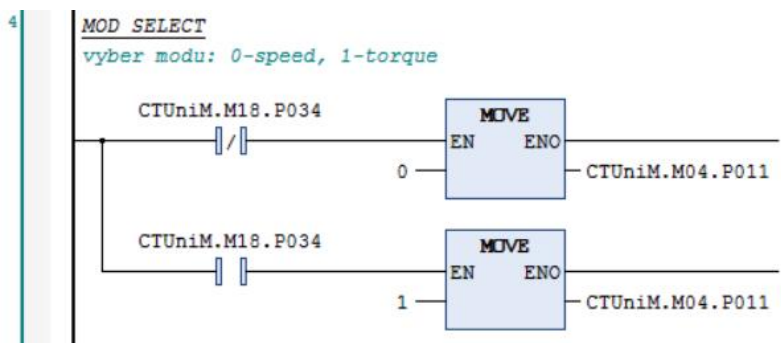 4
MOD SELECT
vyber modu: 0-speed, 1-torque
CTUniM.M18.P034
MOVE
/
EN ENO
0
CTUniM.M04.P011
CTUniM.M18.P034
MOVE
EN ENO
1
CTUniM.M04.P011